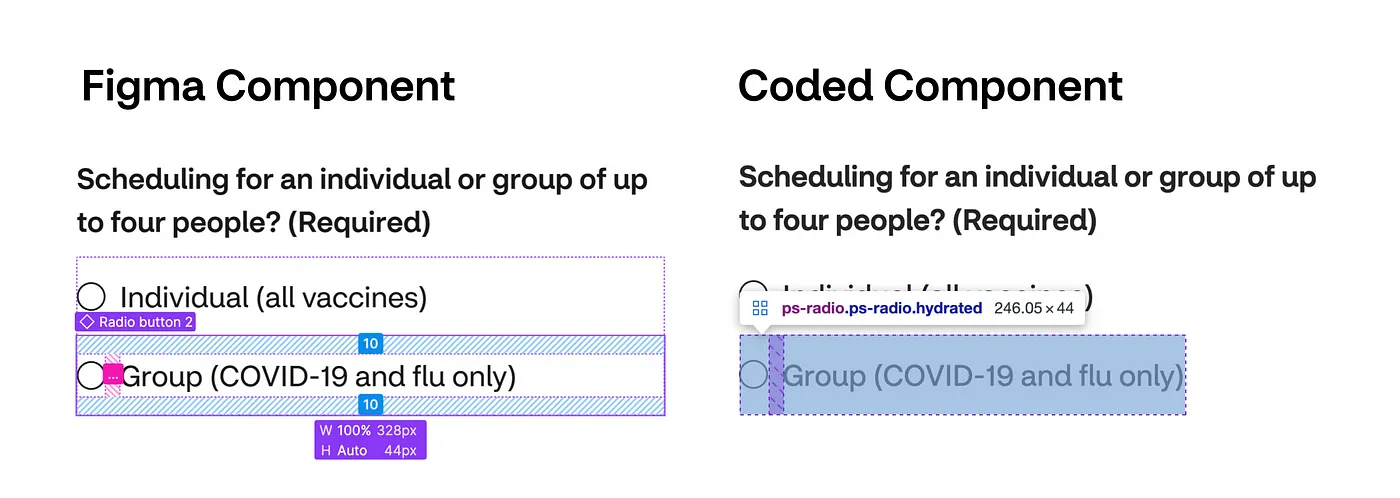 Figma Component
Scheduling for an individual or group of up
to four people? (Required)
Individual (all vaccines)
Radio button 2
10
... Group (COVID-19 and flu only)
10
W 100% 328px
H Auto 44px
Coded Component
Scheduling for an individual or group of up
to four people? (Required)
Individual (all vaccines)
ps-radio.ps-radio.hydrated 246.05 × 44
Group (COVID-19 and flu only)